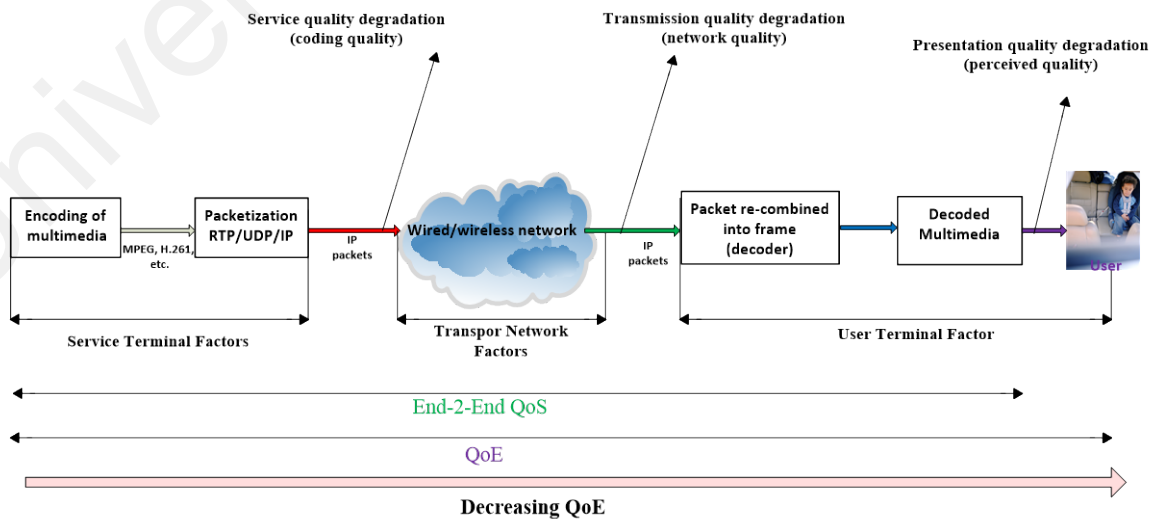 Service quality degradation
(coding quality)
Transmission quality degradation
(network quality)
Presentation quality degradation
(perceived quality)
Encoding of
multimedia
MPEG, H.261,
etc.
Packetization
RTP/UDP/IP
IP
packets
Wired/wireless network
IP
packets
Packet re-combined
into frame
(decoder)
Decoded
Multimedia
User
Service Terminal Factors
Transpor Network
Factors
User Terminal Factor
End-2-End QoS
QoE
Decreasing QoE